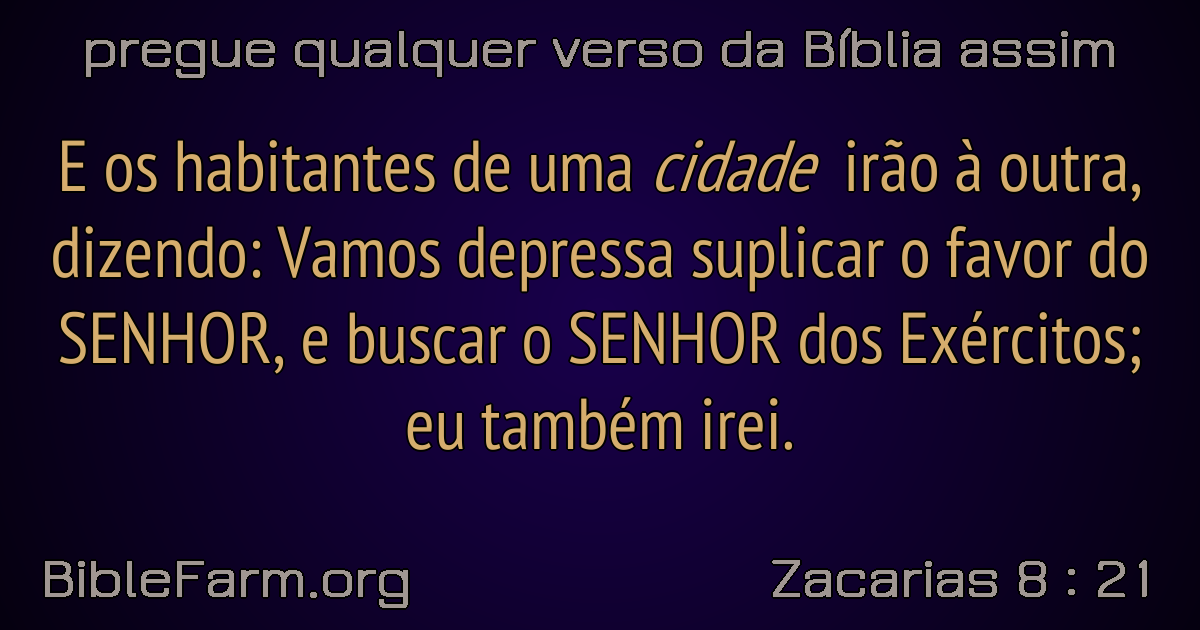 pregue qualquer verso da Bíblia assim
E os habitantes de uma cidade irão à outra,
dizendo: Vamos depressa suplicar o favor do
SENHOR, e buscar o SENHOR dos Exércitos;
eu também irei.
BibleFarm.org
Zacarias 8 : 21